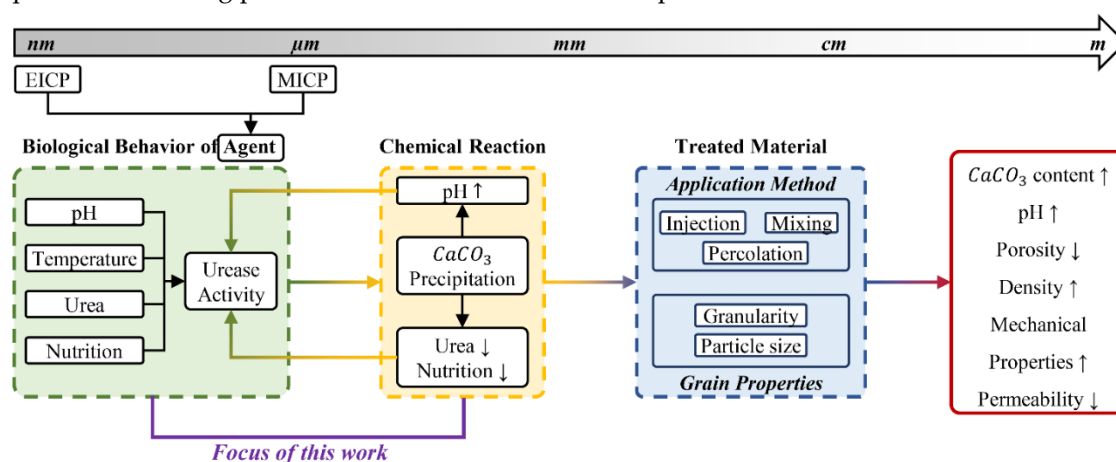 nm μm mm cm m
EICP MICP
Biological Behavior of Agent
pH
Temperature
Urea
Nutrition
Urease
Activity
Chemical Reaction
pH ↑
CaCO₃
Precipitation
Urea ↓
Nutrition ↓
Focus of this work
Treated Material
Application Method
Injection Mixing
Percolation
Granularity
Particle size
Grain Properties
CaCO₃ content ↑
pH ↑
Porosity ↓
Density ↑
Mechanical
Properties ↑
Permeability ↓